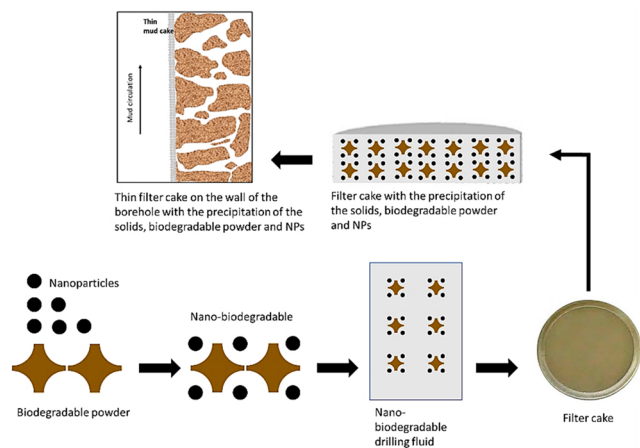 Thin
mud cake
Mud circulation
Thin filter cake on the wall of the
borehole with the precipitation of the
solids, biodegradable powder and NPs
Filter cake with the precipitation of
the solids, biodegradable powder
and NPs
Nanoparticles
Nano-biodegradable
Biodegradable powder
Nano-
biodegradable
drilling fluid
Filter cake